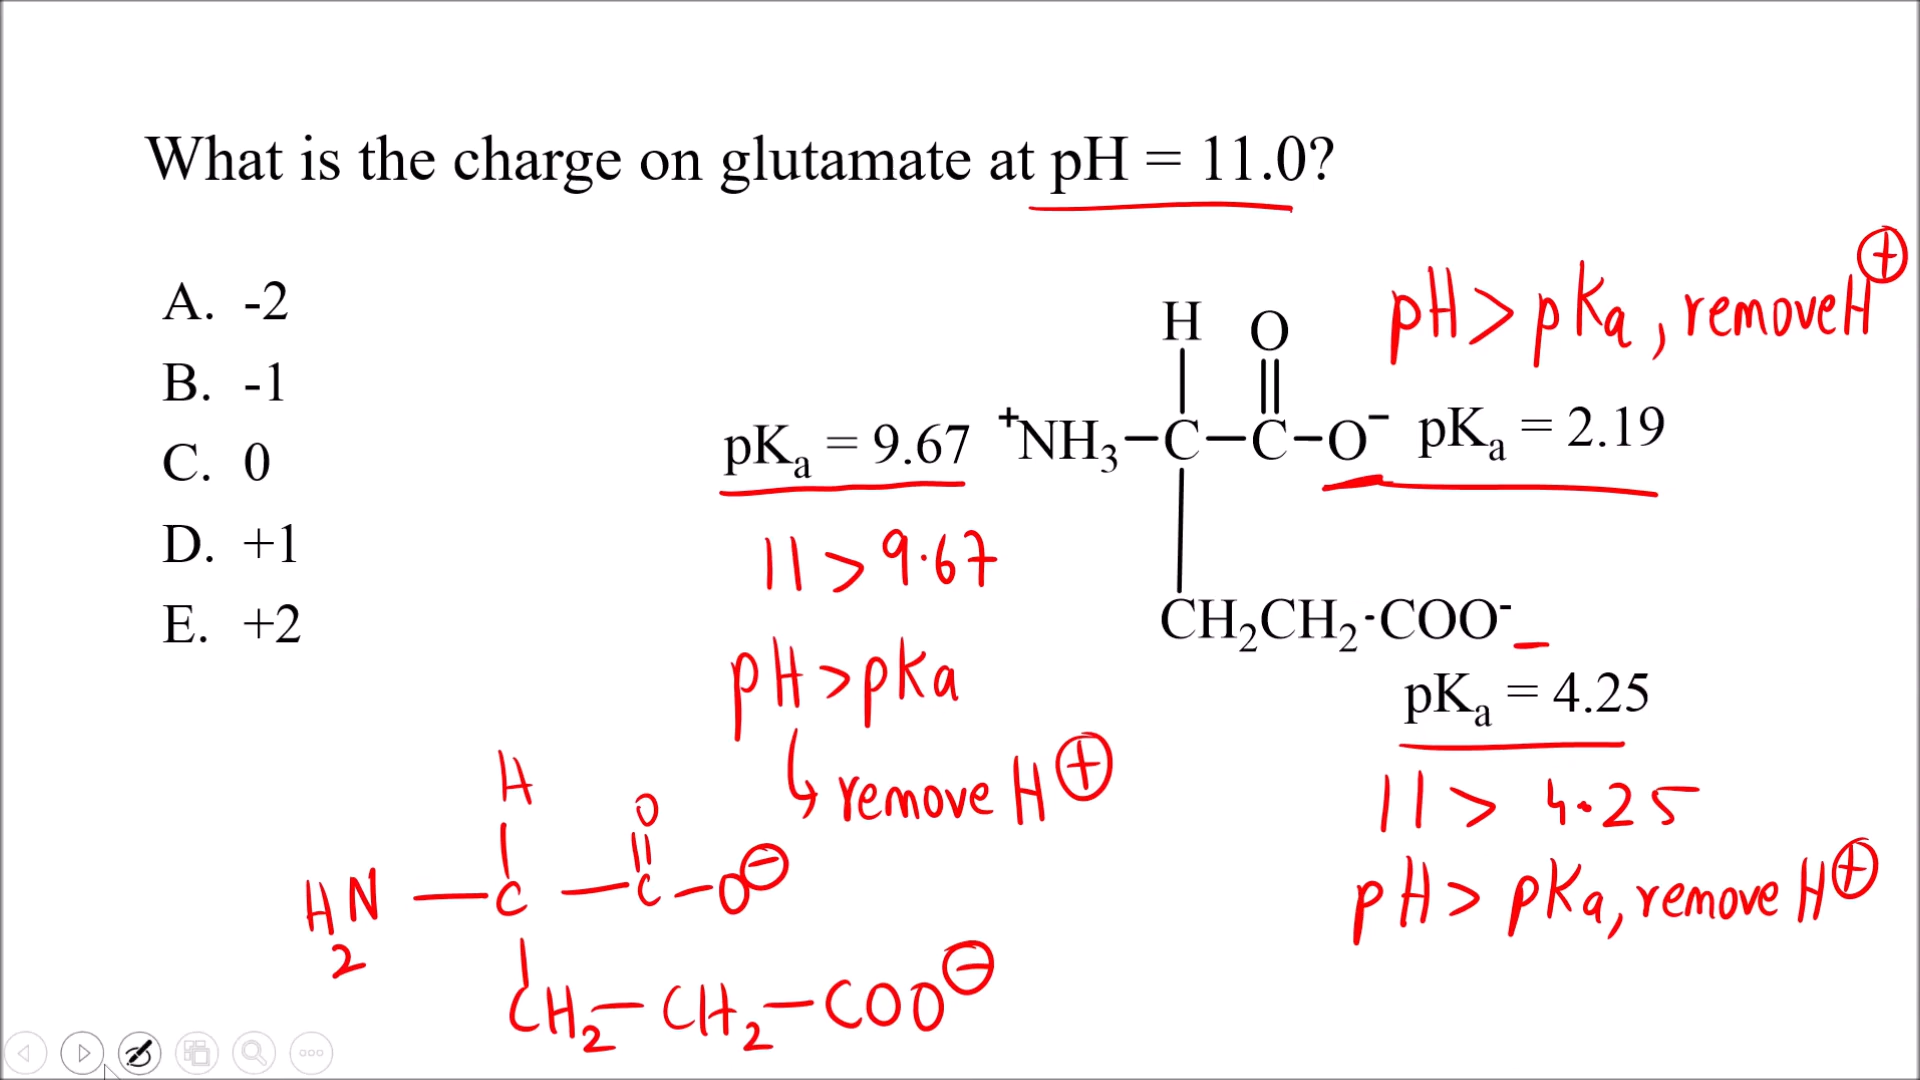 What is the charge on glutamate at pH = 11.0?
A. -2
B. -1
C. 0
D. +1
E. +2
pH > pKa, remove H⊕
H O
pKₐ = 9.67 ⁺NH₃–C–C–O⁻ pKₐ = 2.19
11 > 9.67
CH₂CH₂-COO⁻
pH > pKa
pKₐ = 4.25
remove H⊕
11 > 4.25
pH > pKa, remove H⊕
H
O
H₂N – C – C – O⊖
CH₂ – CH₂ – COO⊖